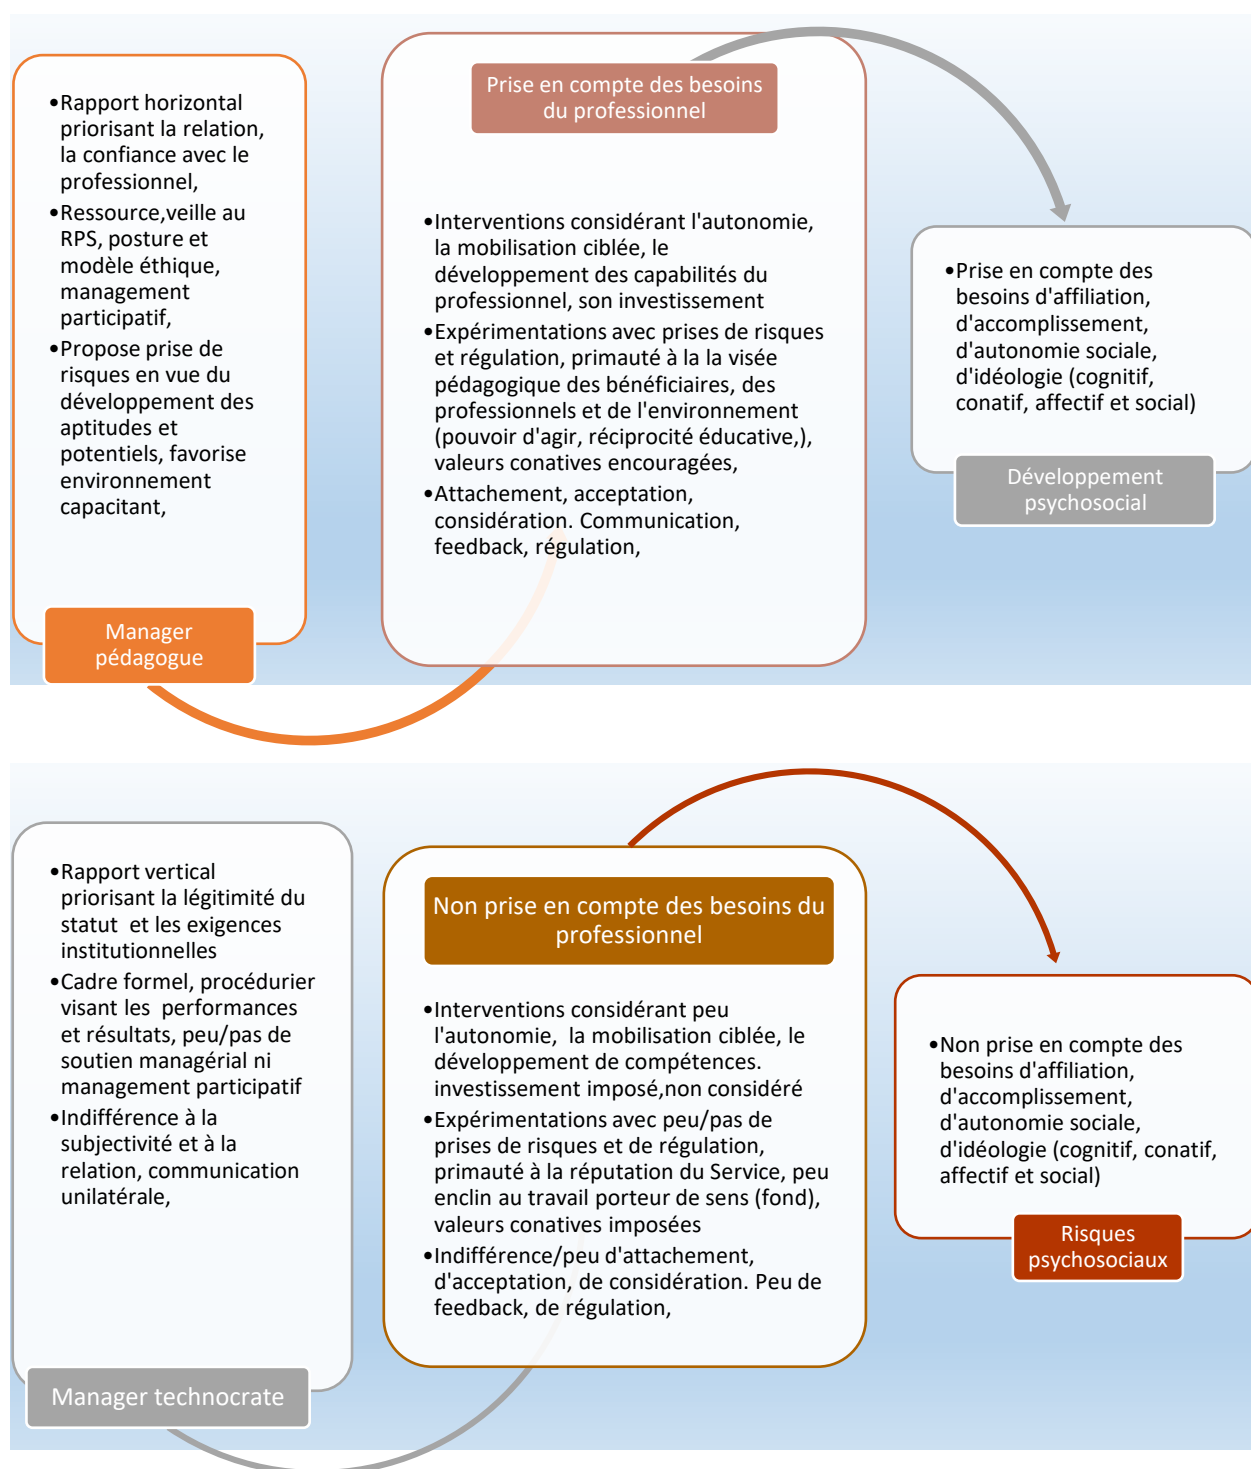 •Rapport horizontal
priorisant la relation,
la confiance avec le
professionnel,
•Ressource,veille au
RPS, posture et
modèle éthique,
management
participatif,
•Propose prise de
risques en vue du
développement des
aptitudes et
potentiels, favorise
environnement
capacitant,
Manager
pédagogue
Prise en compte des besoins
du professionnel
•Interventions considérant l'autonomie,
la mobilisation ciblée, le
développement des capabilités du
professionnel, son investissement
•Expérimentations avec prises de risques
et régulation, primauté à la la visée
pédagogique des bénéficiaires, des
professionnels et de l'environnement
(pouvoir d'agir, réciprocité éducative,),
valeurs conatives encouragées,
•Attachement, acceptation,
considération. Communication,
feedback, régulation,
•Prise en compte des
besoins d'affiliation,
d'accomplissement,
d'autonomie sociale,
d'idéologie (cognitif,
conatif, affectif et social)
Développement
psychosocial
•Rapport vertical
priorisant la légitimité du
statut  et les exigences
institutionnelles
•Cadre formel, procédurier
visant les  performances
et résultats, peu/pas de
soutien managérial ni
management participatif
•Indifférence à la
subjectivité et à la
relation, communication
unilatérale,
Manager technocrate
Non prise en compte des besoins du
professionnel
•Interventions considérant peu
l'autonomie,  la mobilisation ciblée, le
développement de compétences.
investissement imposé,non considéré
•Expérimentations avec peu/pas de
prises de risques et de régulation,
primauté à la réputation du Service, peu
enclin au travail porteur de sens (fond),
valeurs conatives imposées
•Indifférence/peu d'attachement,
d'acceptation, de considération. Peu de
feedback, de régulation,
•Non prise en compte des
besoins d'affiliation,
d'accomplissement,
d'autonomie sociale,
d'idéologie (cognitif, conatif,
affectif et social)
Risques
psychosociaux